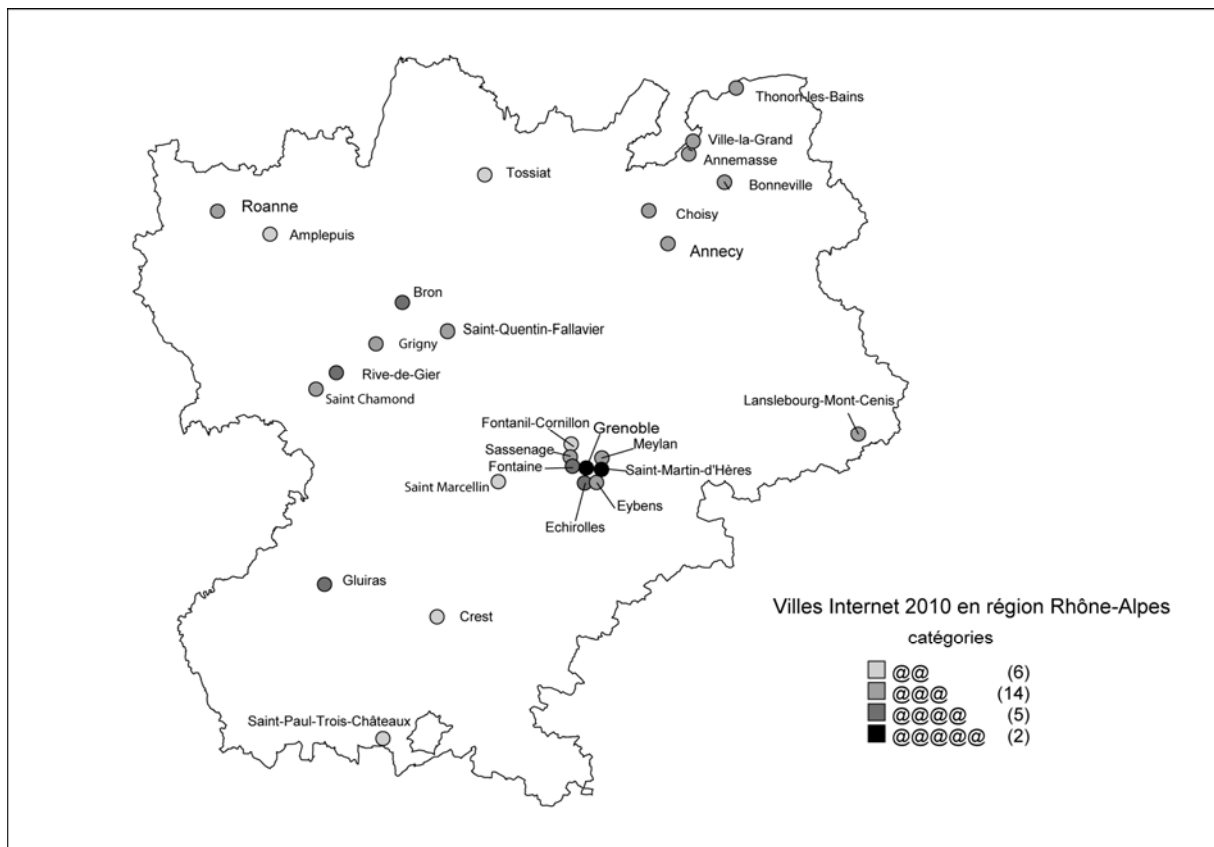 Thonon-les-Bains
Ville-la-Grand
Annemasse
Tossiat
Bonneville
Roanne
Choisy
Amplepuis
Annecy
Bron
Saint-Quentin-Fallavier
Grigny
Rive-de-Gier
Saint Chamond
Lanslebourg-Mont-Cenis
Fontanil-Cornillon
Grenoble
Sassenage
Meylan
Fontaine
Saint-Martin-d'Hères
Saint Marcellin
Eybens
Echirolles
Gluiras
Crest
Saint-Paul-Trois-Châteaux
Villes Internet 2010 en région Rhône-Alpes
catégories
@@ (6)
@@@ (14)
@@@@ (5)
@@@@@ (2)